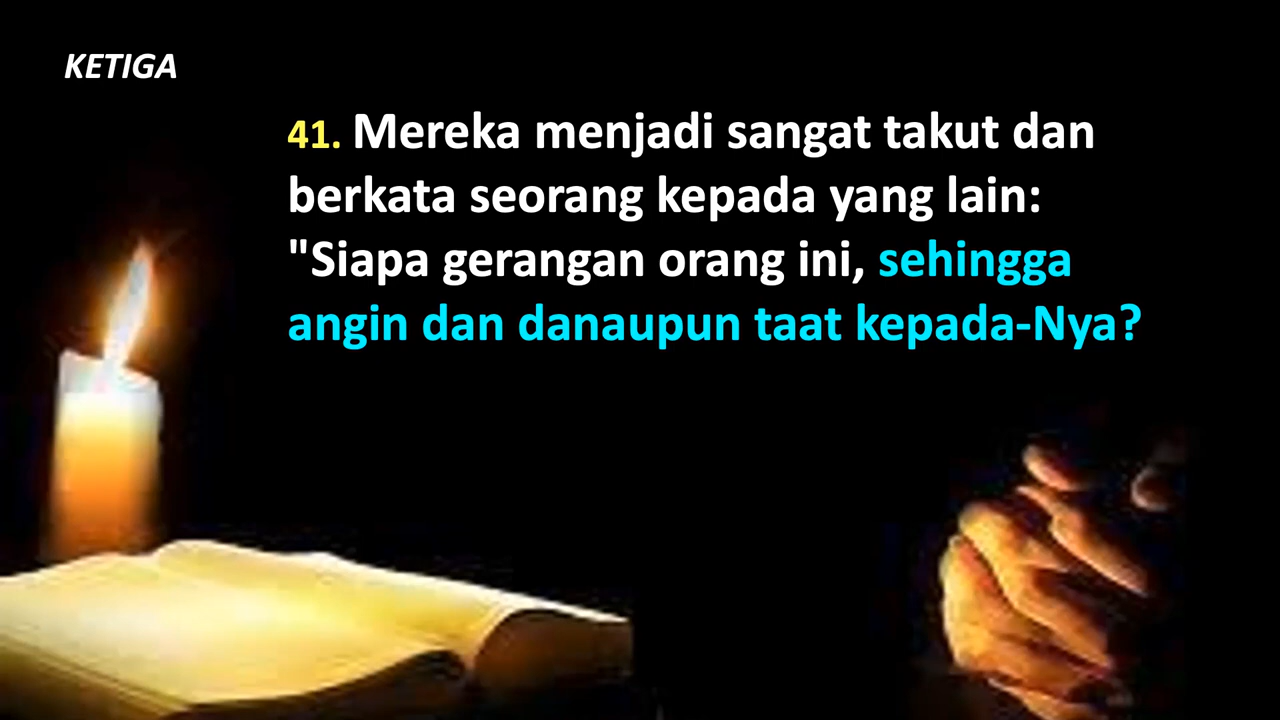 KETIGA
41. Mereka menjadi sangat takut dan
berkata seorang kepada yang lain:
"Siapa gerangan orang ini, sehingga
angin dan danaupun taat kepada-Nya?